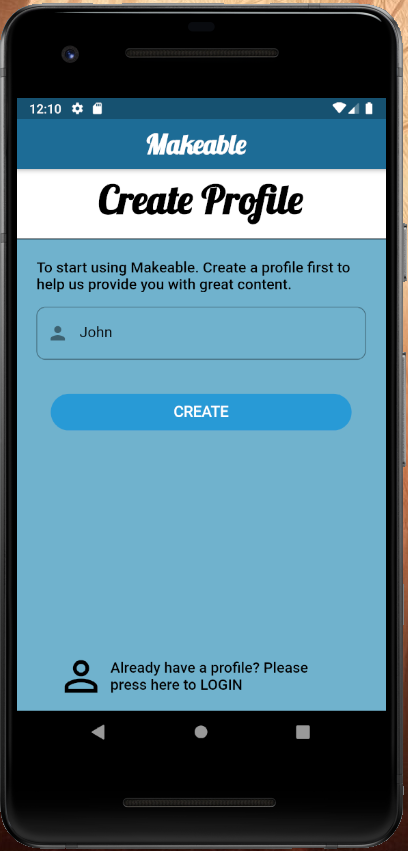 12:10
Makeable
Create Profile
To start using Makeable. Create a profile first to
help us provide you with great content.
John
CREATE
Already have a profile? Please
press here to LOGIN